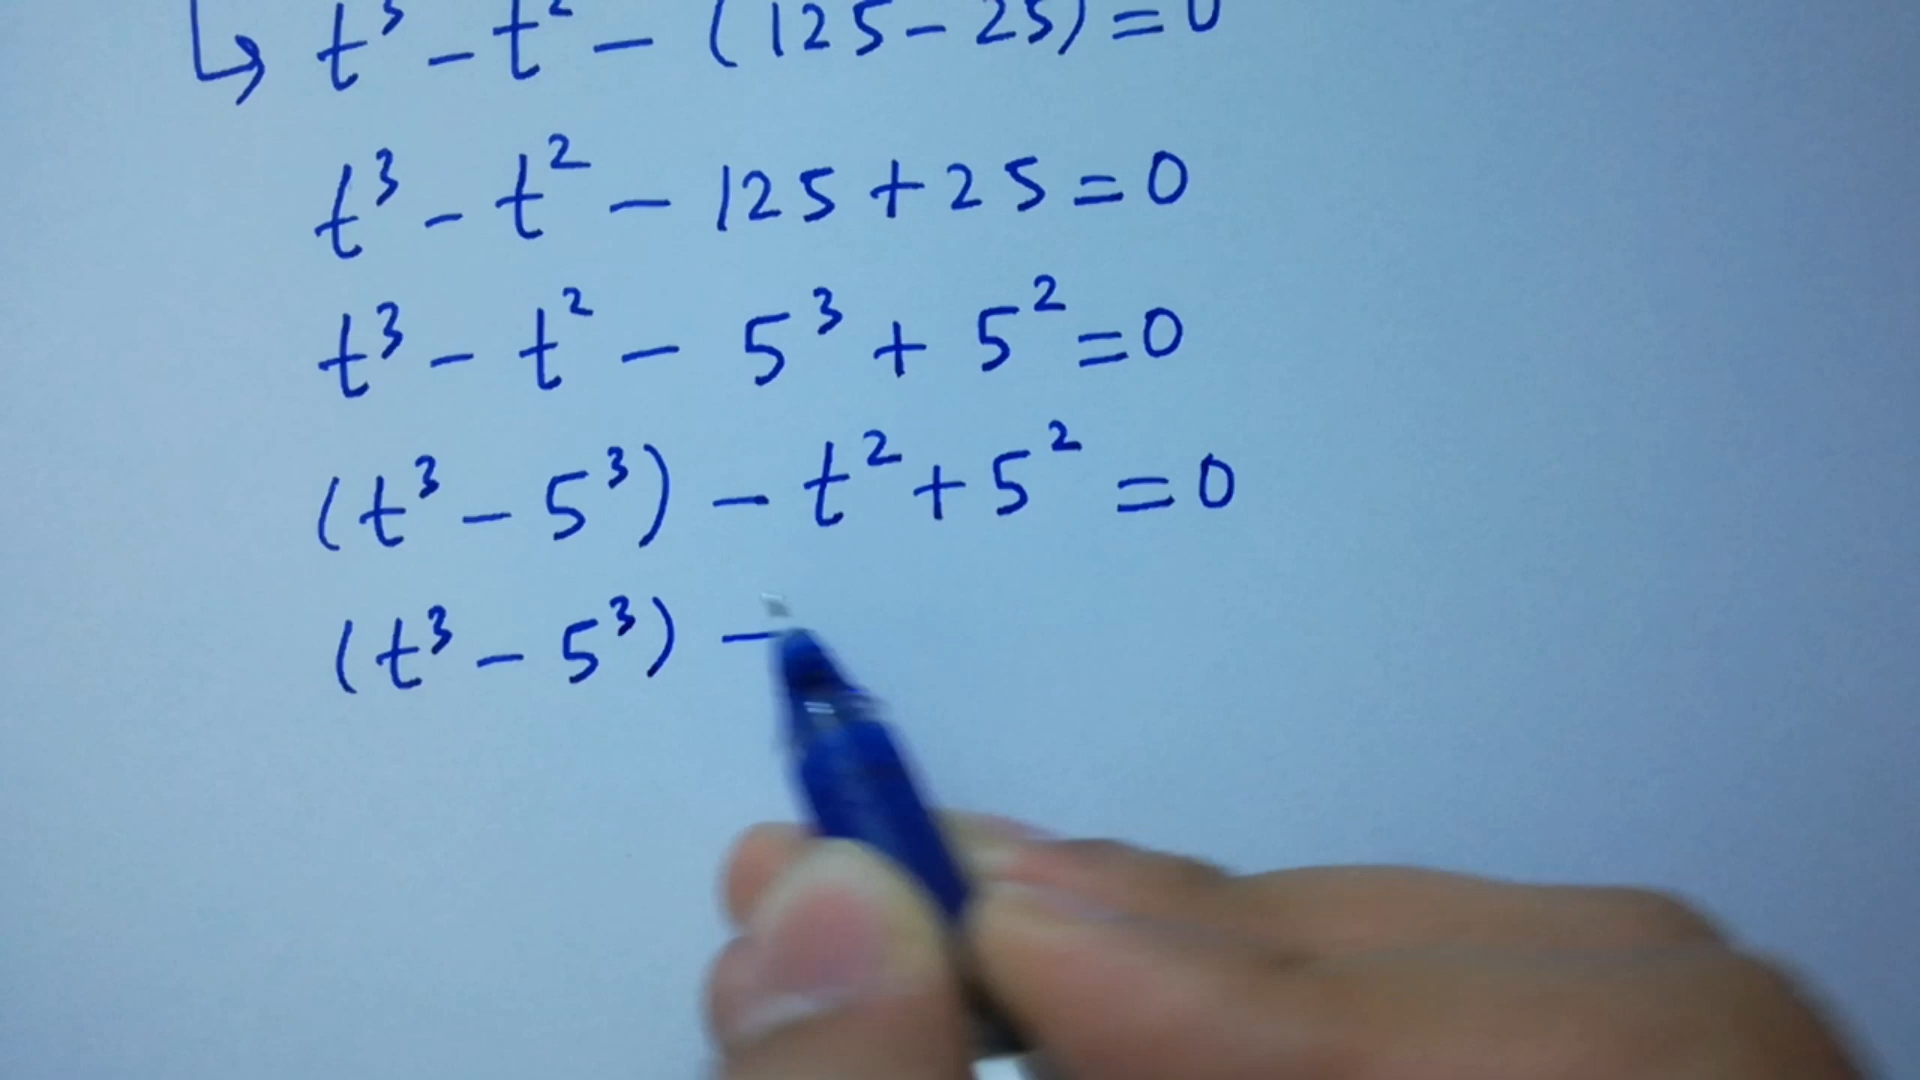 ↳ t³ - t² - (125 - 25) = 0
t³ - t² - 125 + 25 = 0
t³ - t² - 5³ + 5² = 0
(t³ - 5³) - t² + 5² = 0
(t³ - 5³) -